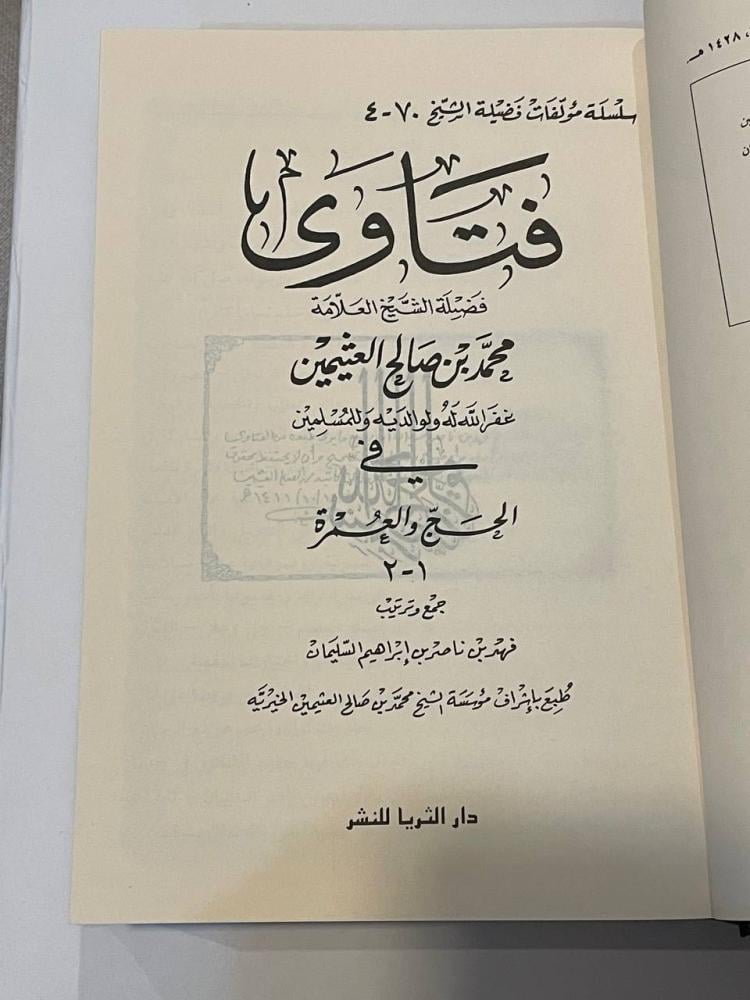 سلسلة مؤلفات فضيلة الشيخ ٧٠-٤
فتاوى
فضيلة الشيخ العلامة
محمد بن صالح العثيمين
غفر الله له ولوالديه وللمسلمين
في
الحج والعمرة
١-٢
جمع وترتيب
فهد بن ناصر بن إبراهيم السليمان
طبع بإشراف مؤسسة الشيخ محمد بن صالح العثيمين الخيرية
دار الثريا للنشر
١٤٢٨ هـ